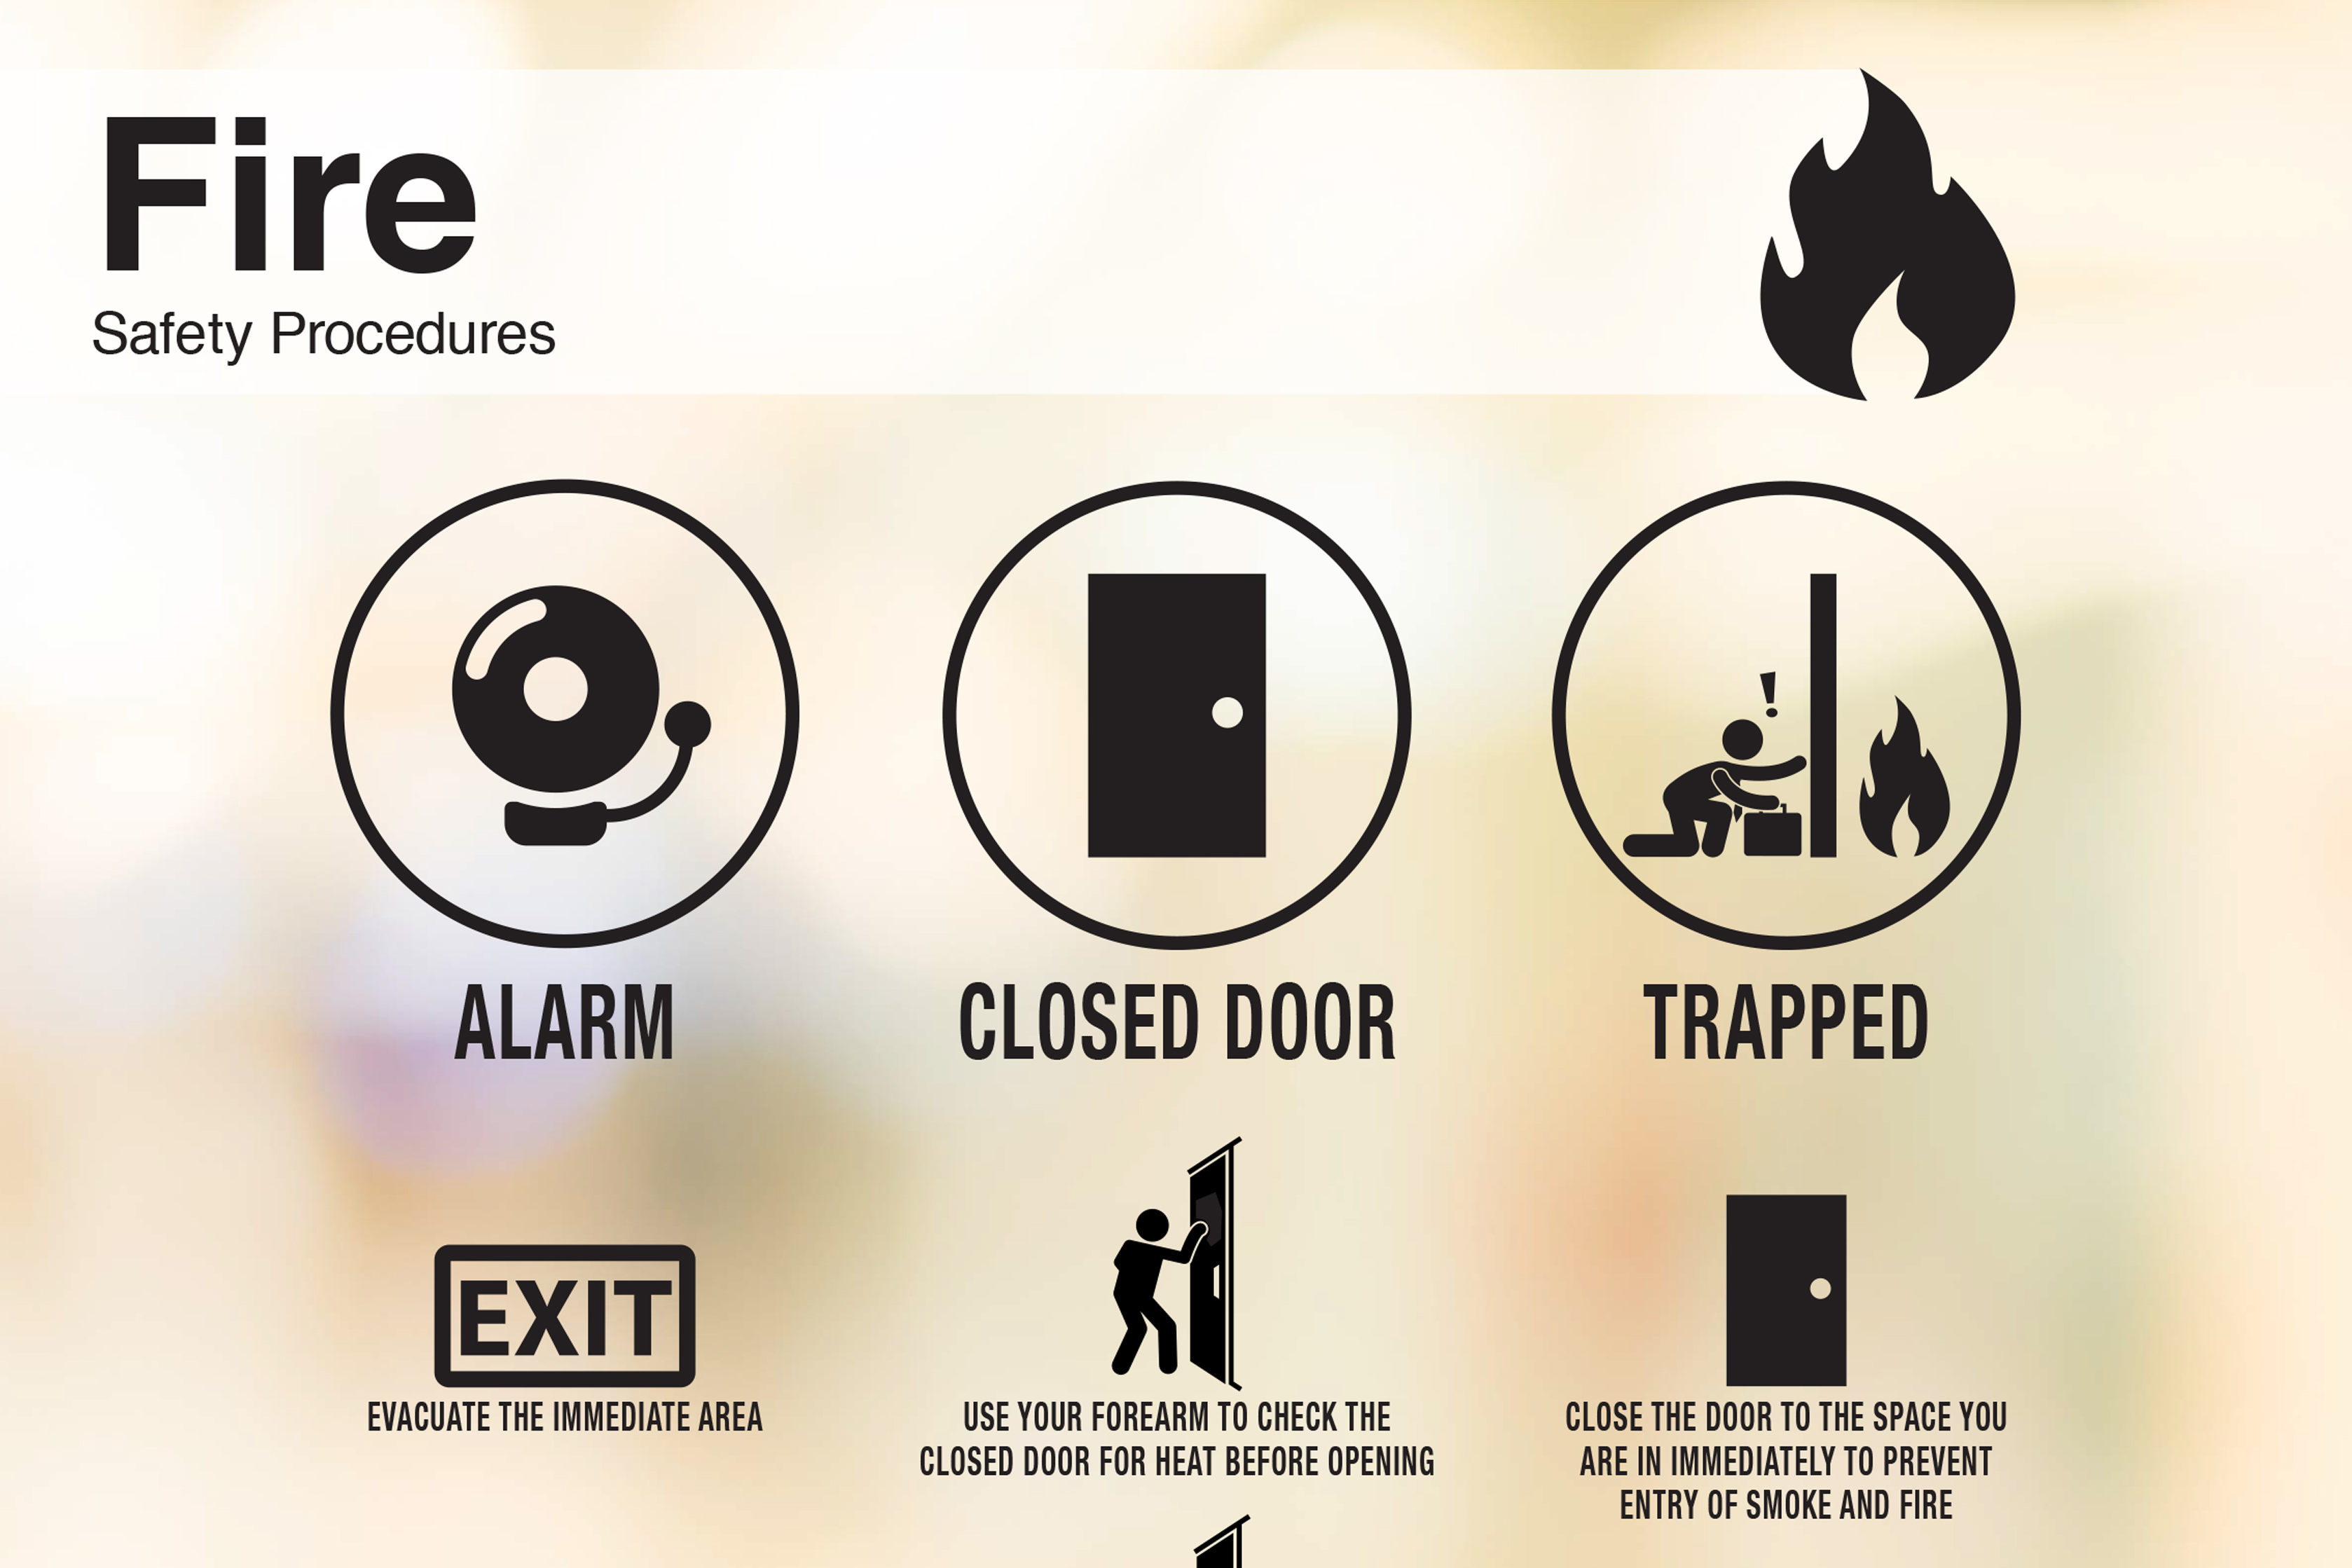 Fire
Safety Procedures
ALARM
CLOSED DOOR
TRAPPED
EXIT
EVACUATE THE IMMEDIATE AREA
USE YOUR FOREARM TO CHECK THE
CLOSED DOOR FOR HEAT BEFORE OPENING
CLOSE THE DOOR TO THE SPACE YOU
ARE IN IMMEDIATELY TO PREVENT
ENTRY OF SMOKE AND FIRE